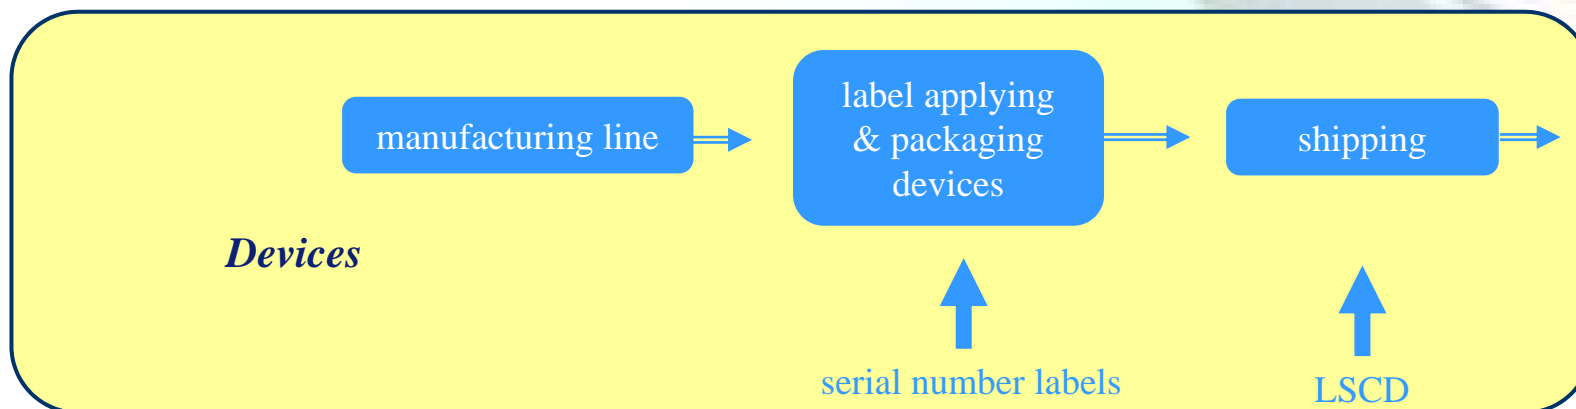 manufacturing line
label applying
& packaging
devices
shipping
Devices
serial number labels
LSCD